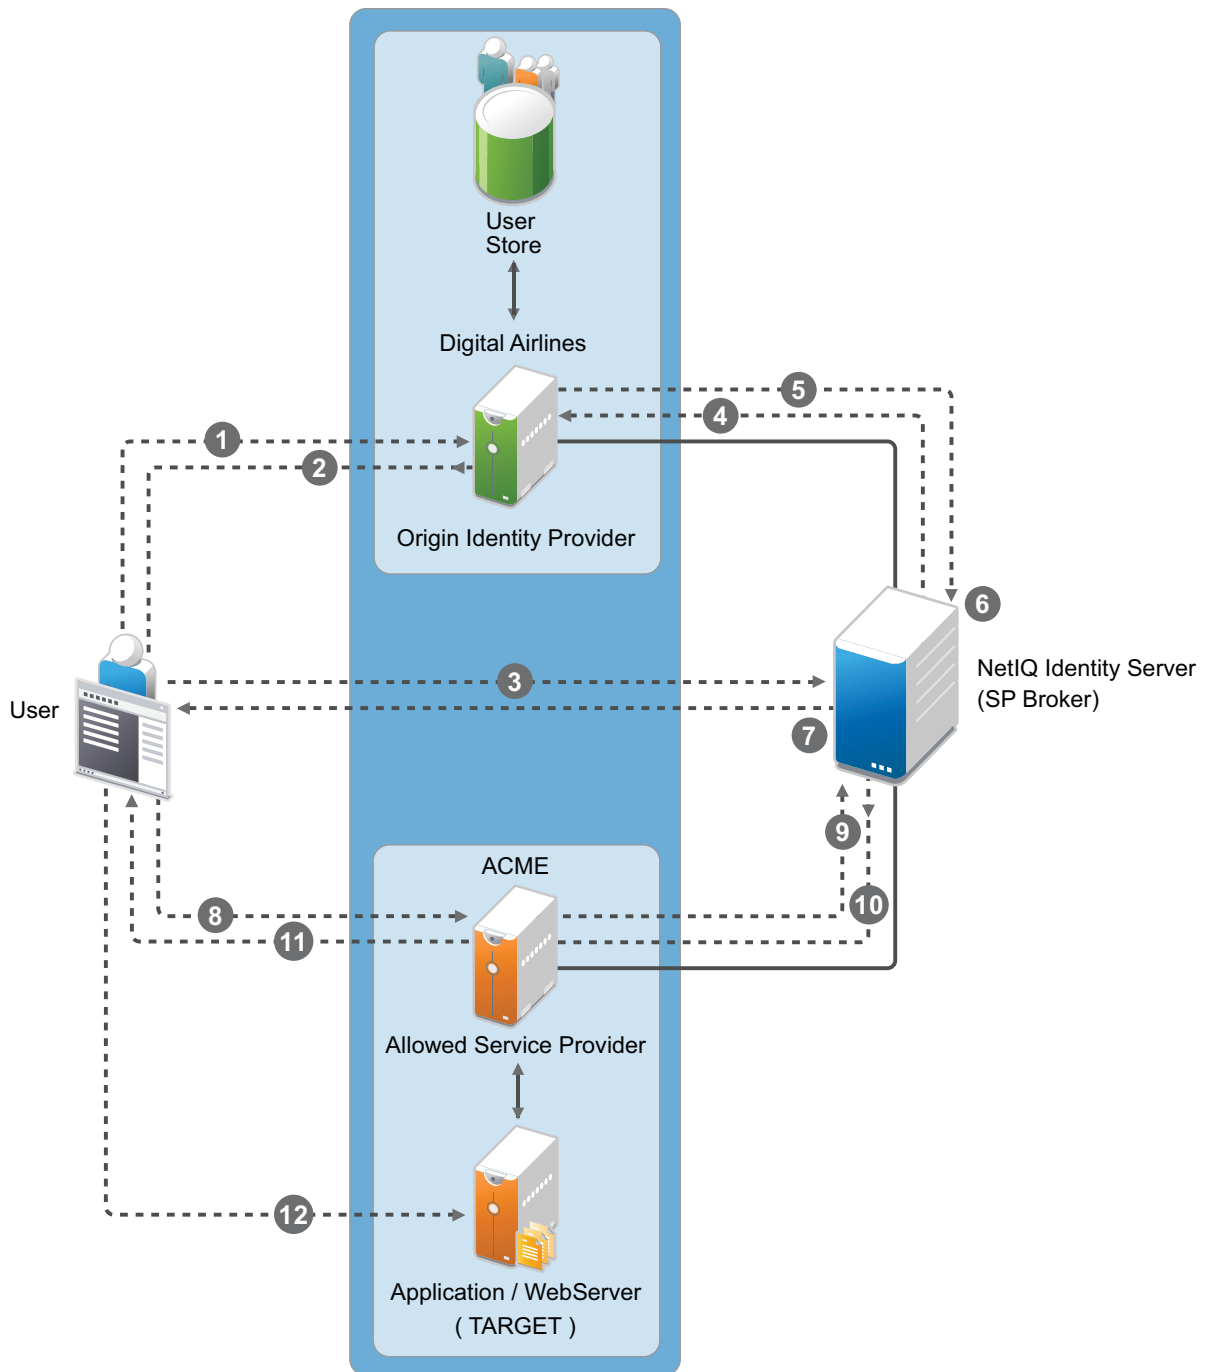 User
Store
Digital Airlines
5
4
1
2
Origin Identity Provider
6
NetIQ Identity Server
(SP Broker)
3
User
7
9
ACME
10
8
11
Allowed Service Provider
12
Application / WebServer
( TARGET )